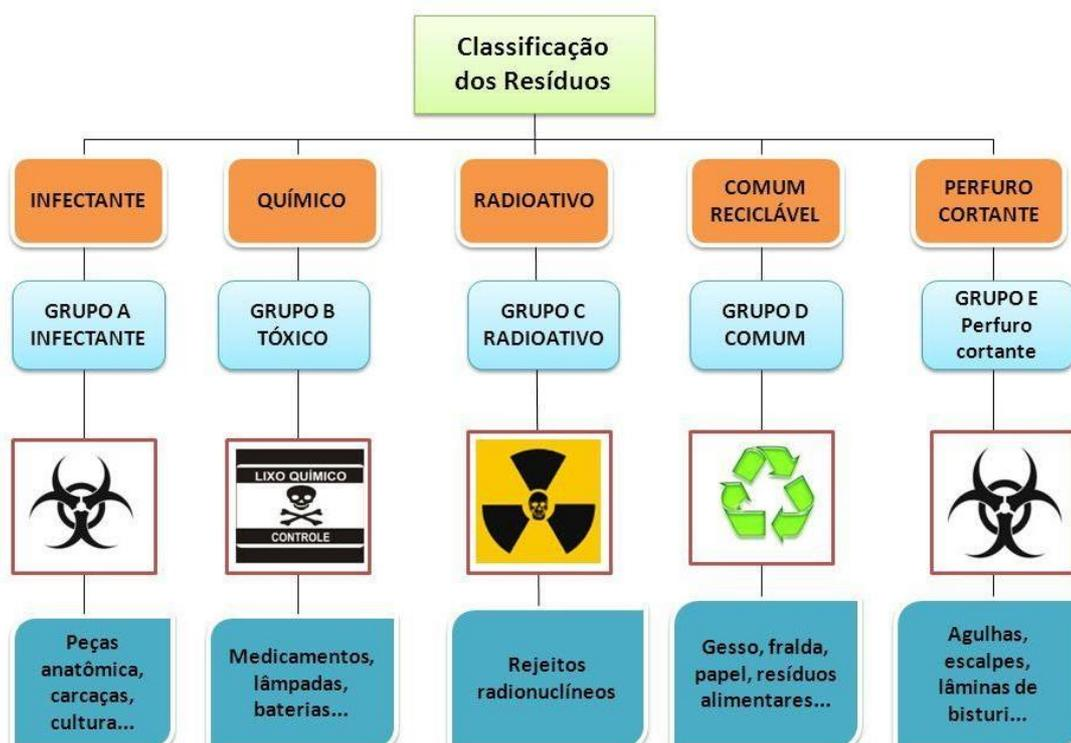 Classificação
dos Resíduos
INFECTANTE
QUÍMICO
RADIOATIVO
COMUM
RECICLÁVEL
PERFURO
CORTANTE
GRUPO A
INFECTANTE
GRUPO B
TÓXICO
GRUPO C
RADIOATIVO
GRUPO D
COMUM
GRUPO E
Perfuro
cortante
LIXO QUÍMICO
CONTROLE
Peças
anatômica,
carcaças,
cultura...
Medicamentos,
lâmpadas,
baterias...
Rejeitos
radionuclíneos
Gesso, fralda,
papel, resíduos
alimentares...
Agulhas,
escalpes,
lâminas de
bisturi...